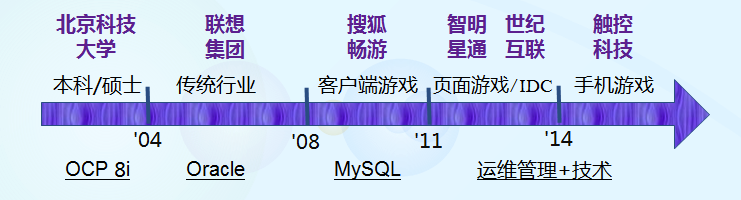 北京科技
大学
联想
集团
搜狐
畅游
智明
星通
世纪
互联
触控
科技
本科/硕士
传统行业
客户端游戏
页面游戏/IDC
手机游戏
'04
'08
'11
'14
OCP 8i
Oracle
MySQL
运维管理+技术